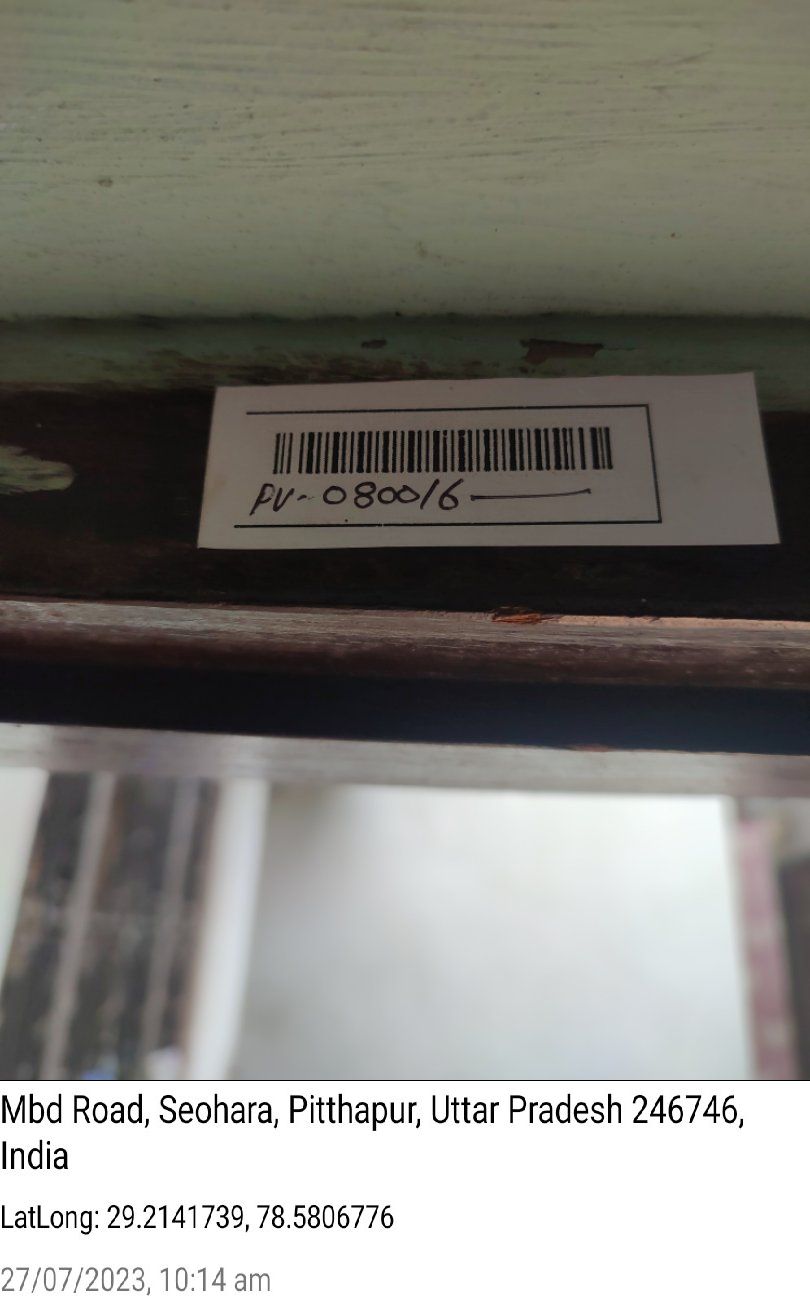 PV-080016
Mbd Road, Seohara, Pitthapur, Uttar Pradesh 246746,
India
LatLong: 29.2141739, 78.5806776
27/07/2023, 10:14 am